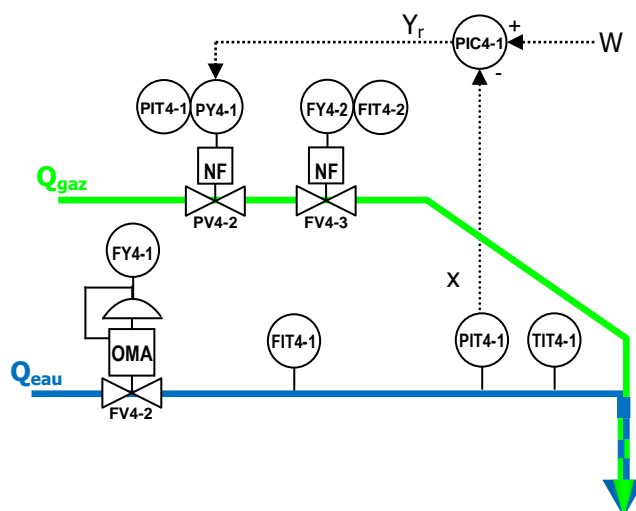 Yr
PIC4-1
+
W
-
PIT4-1
PY4-1
FY4-2
FIT4-2
NF
NF
Qgaz
PV4-2
FV4-3
FY4-1
x
OMA
FIT4-1
PIT4-1
TIT4-1
Qeau
FV4-2